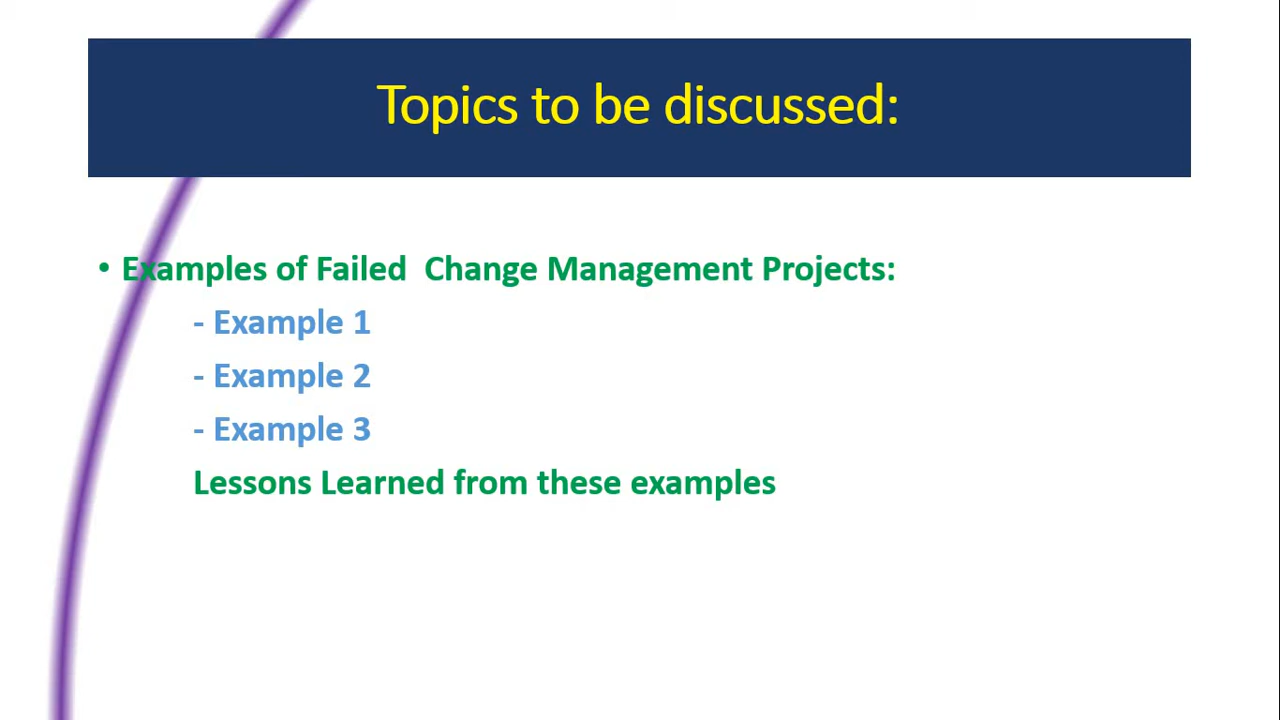 Topics to be discussed:
• Examples of Failed  Change Management Projects:
- Example 1
- Example 2
- Example 3
Lessons Learned from these examples